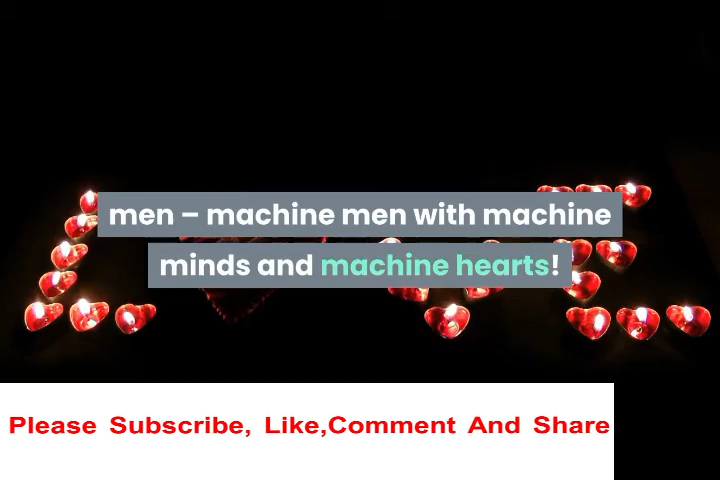 men – machine men with machine
minds and machine hearts!
Please Subscribe, Like,Comment And Share